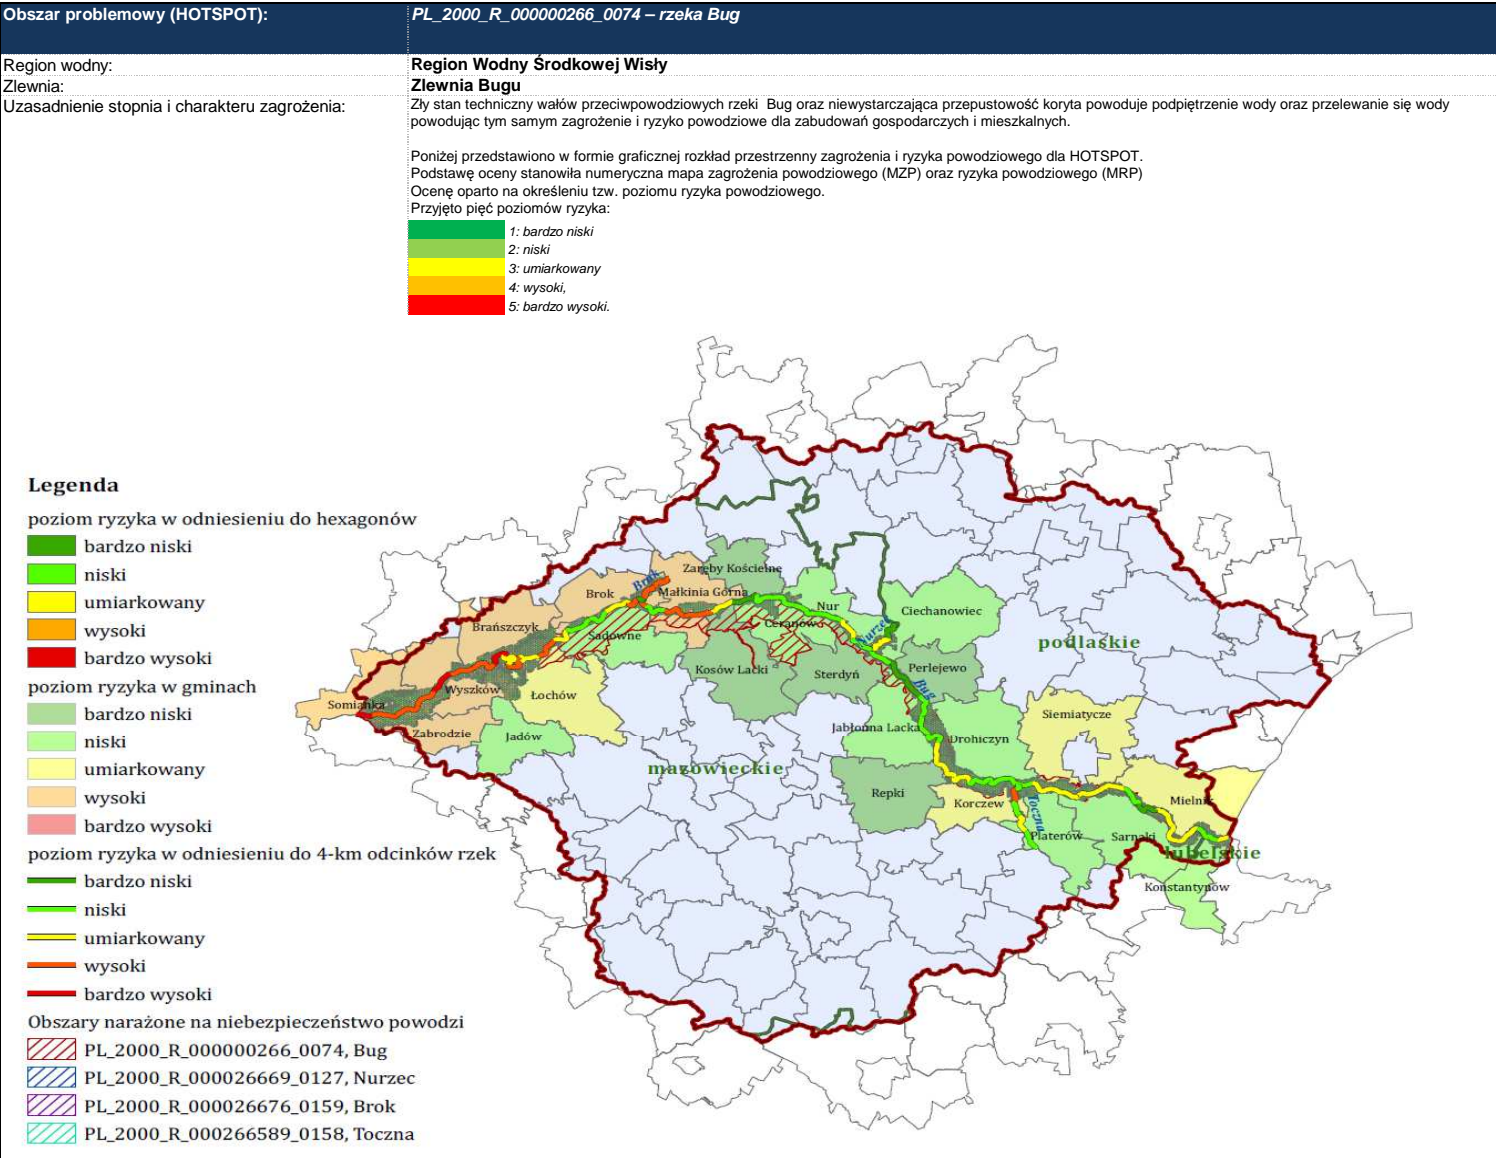 Obszar problemowy (HOTSPOT):
PL_2000_R_000000266_0074 – rzeka Bug
Region wodny:
Region Wodny Środkowej Wisły
Zlewnia:
Zlewnia Bugu
Uzasadnienie stopnia i charakteru zagrożenia:
Zły stan techniczny wałów przeciwpowodziowych rzeki Bug oraz niewystarczająca przepustowość koryta powoduje podpiętrzenie wody oraz przelewanie się wody
powodując tym samym zagrożenie i ryzyko powodziowe dla zabudowań gospodarczych i mieszkalnych.
Poniżej przedstawiono w formie graficznej rozkład przestrzenny zagrożenia i ryzyka powodziowego dla HOTSPOT.
Podstawę oceny stanowiła numeryczna mapa zagrożenia powodziowego (MZP) oraz ryzyka powodziowego (MRP)
Ocenę oparto na określeniu tzw. poziomu ryzyka powodziowego.
Przyjęto pięć poziomów ryzyka:
1: bardzo niski
2: niski
3: umiarkowany
4: wysoki,
5: bardzo wysoki.
Legenda
poziom ryzyka w odniesieniu do hexagonów
bardzo niski
niski
umiarkowany
wysoki
bardzo wysoki
poziom ryzyka w gminach
bardzo niski
niski
umiarkowany
wysoki
bardzo wysoki
poziom ryzyka w odniesieniu do 4-km odcinków rzek
bardzo niski
niski
umiarkowany
wysoki
bardzo wysoki
Obszary narażone na niebezpieczeństwo powodzi
PL_2000_R_000000266_0074, Bug
PL_2000_R_000026669_0127, Nurzec
PL_2000_R_000026676_0159, Brok
PL_2000_R_000266589_0158, Toczna
Zaręby Kościelne
Brok
Brok
Małkinia Górna
Nur
Ciechanowiec
Brańszczyk
Sadowne
Ceranów
Nurzec
podlaskie
Kosów Lacki
Sterdyń
Perlejewo
Bug
Wyszków
Łochów
Somianka
Siemiatycze
Zabrodzie
Jadów
Jabłonna Lacka
Drohiczyn
mazowieckie
Repki
Korczew
Toczna
Mielnik
Platerów
Sarnaki
lubelskie
Konstantynów